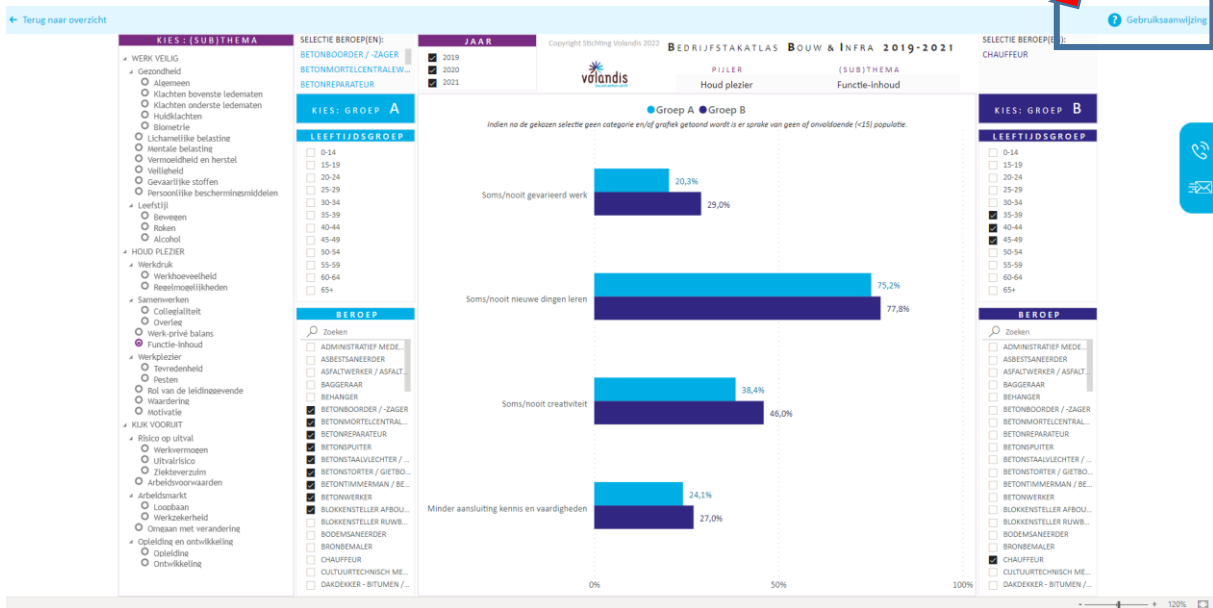 ← Terug naar overzicht
? Gebruiksaanwijzing
KIES: (SUB)THEMA
WERK VEILIG
Gezondheid
Algemeen
Klachten bovenste ledematen
Klachten onderste ledematen
Huidklachten
Biometrie
Lichamelijke belasting
Mentale belasting
Vermoeidheid en herstel
Veiligheid
Gevaarlijke stoffen
Persoonlijke beschermingsmiddelen
Leefstijl
Bewegen
Roken
Alcohol
HOUD PLEZIER
Werkdruk
Werkhoeveelheid
Regelmogelijkheden
Samenwerken
Collegialiteit
Overleg
Werk-privé balans
Functie-inhoud
Werkplezier
Tevredenheid
Pesten
Rol van de leidinggevende
Waardering
Motivatie
KIJK VOORUIT
Risico op uitval
Werkvermogen
Uitvalrisico
Ziekteverzuim
Arbeidsvoorwaarden
Arbeidsmarkt
Loopbaan
Werkzekerheid
Omgaan met verandering
Opleiding en ontwikkeling
Opleiding
Ontwikkeling
SELECTIE BEROEP(EN):
BETONBOORDER / -ZAGER
BETONMORTELCENTRALEW...
BETONREPARATEUR
KIES: GROEP A
LEEFTIJDSGROEP
0-14
15-19
20-24
25-29
30-34
35-39
40-44
45-49
50-54
55-59
60-64
65+
BEROEP
Zoeken
ADMINISTRATIEF MEDE...
ASBESTSANEERDER
ASFALTWERKER / ASFALT...
BAGGERAAR
BEHANGER
BETONBOORDER / -ZAGER
BETONMORTELCENTRAL...
BETONREPARATEUR
BETONSPUITER
BETONSTAALVLECHTER / ...
BETONSTORTER / GIETBO...
BETONTIMMERMAN / BE...
BETONWERKER
BLOKKENSTELLER AFBOU...
BLOKKENSTELLER RUWB...
BODEMSANEERDER
BRONBEMALER
CHAUFFEUR
CULTUURTECHNISCH ME...
DAKDEKKER - BITUMEN /...
JAAR
2019
2020
2021
Copyright Stichting Volandis 2022
volandis
BEDRIJFSTAKATLAS BOUW & INFRA 2019-2021
PIJLER (SUB)THEMA
Houd plezier Functie-inhoud
Groep A Groep B
Indien na de gekozen selectie geen categorie en/of grafiek getoond wordt is er sprake van geen of onvoldoende (<15) populatie.
Soms/nooit gevarieerd werk
20,3%
29,0%
Soms/nooit nieuwe dingen leren
75,2%
77,8%
Soms/nooit creativiteit
38,4%
46,0%
Minder aansluiting kennis en vaardigheden
24,1%
27,0%
0% 50% 100%
SELECTIE BEROEP(EN):
CHAUFFEUR
KIES: GROEP B
LEEFTIJDSGROEP
0-14
15-19
20-24
25-29
30-34
35-39
40-44
45-49
50-54
55-59
60-64
65+
BEROEP
Zoeken
ADMINISTRATIEF MEDE...
ASBESTSANEERDER
ASFALTWERKER / ASFALT...
BAGGERAAR
BEHANGER
BETONBOORDER / -ZAGER
BETONMORTELCENTRAL...
BETONREPARATEUR
BETONSPUITER
BETONSTAALVLECHTER / ...
BETONSTORTER / GIETBO...
BETONTIMMERMAN / BE...
BETONWERKER
BLOKKENSTELLER AFBOU...
BLOKKENSTELLER RUWB...
BODEMSANEERDER
BRONBEMALER
CHAUFFEUR
CULTUURTECHNISCH ME...
DAKDEKKER - BITUMEN /...
- + 120%